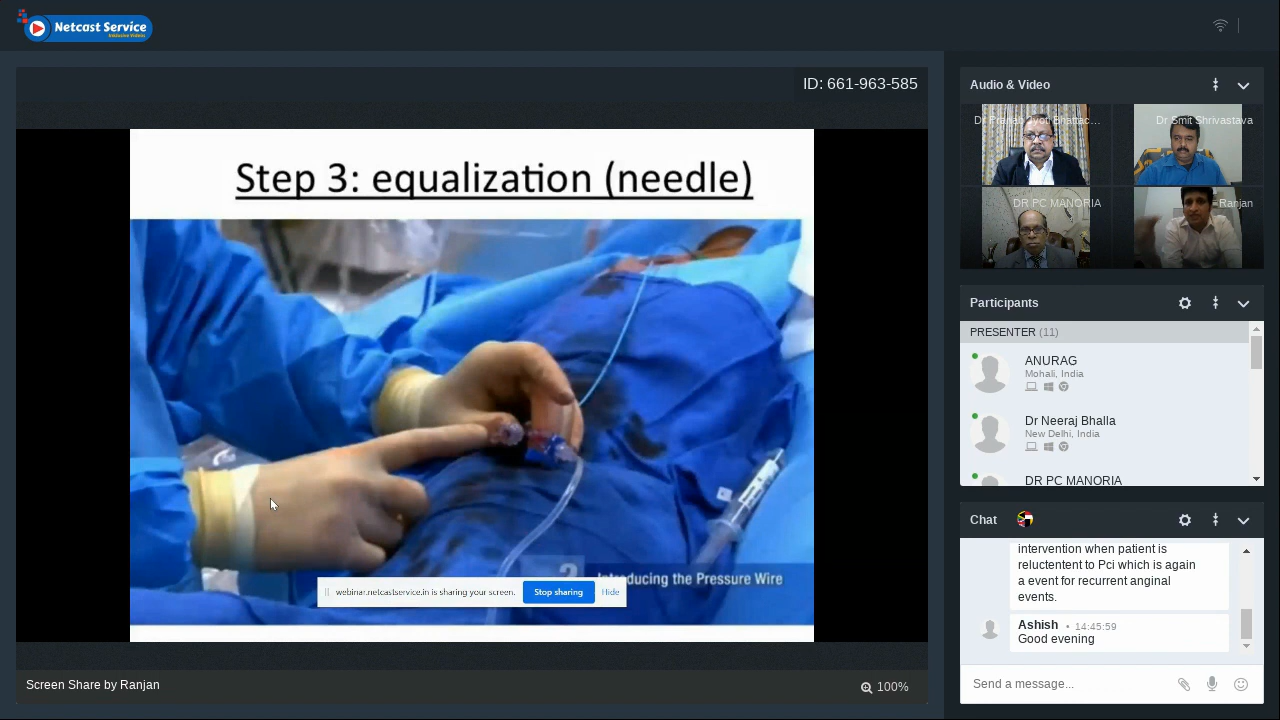 Netcast Service
ID: 661-963-585
Step 3: equalization (needle)
Introducing the Pressure Wire
webinar.netcastservice.in is sharing your screen.
Stop sharing
Hide
Screen Share by Ranjan
100%
Audio & Video
Dr Pranab Jyoti Bhattac...
Dr Smit Shrivastava
DR PC MANORIA
Ranjan
Participants
PRESENTER (11)
ANURAG
Mohali, India
Dr Neeraj Bhalla
New Delhi, India
DR PC MANORIA
Chat
intervention when patient is
reluctentent to Pci which is again
a event for recurrent anginal
events.
Ashish • 14:45:59
Good evening
Send a message...